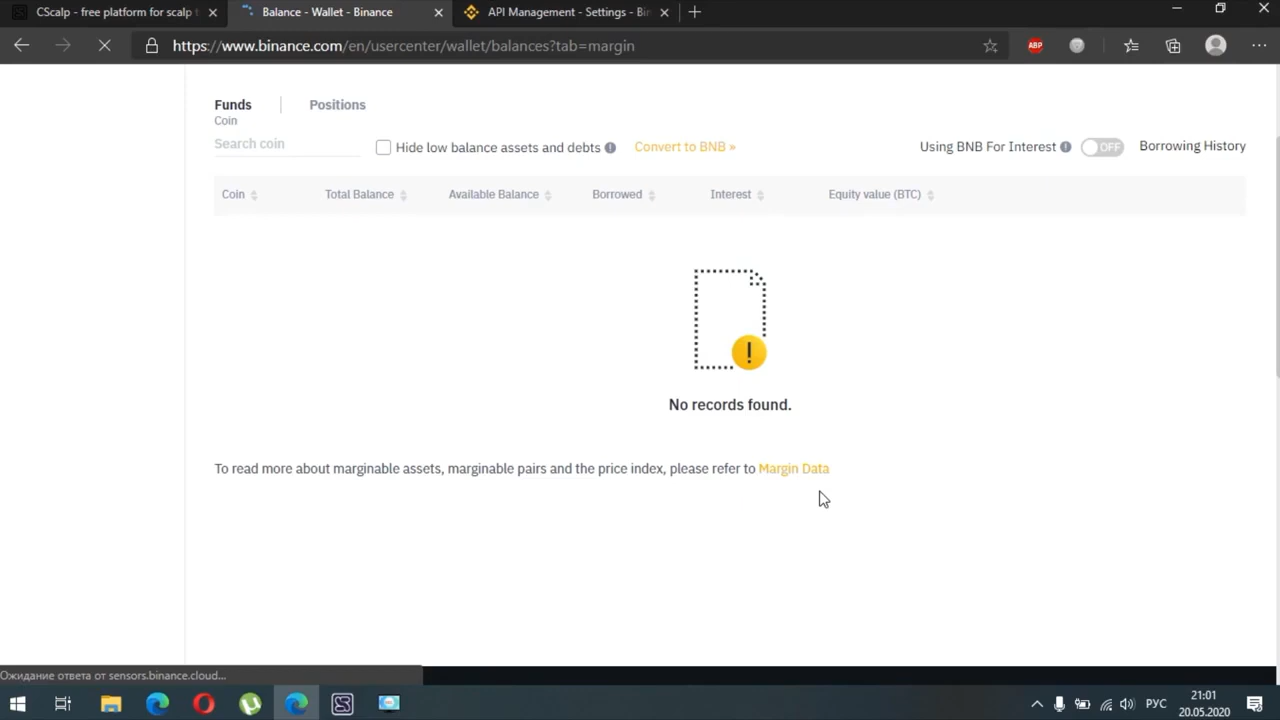 CScalp - free platform for scalp t
Balance - Wallet - Binance
API Management - Settings - Bin
https://www.binance.com/en/usercenter/wallet/balances?tab=margin
ABP
Funds
Positions
Coin
Search coin
Hide low balance assets and debts
Convert to BNB »
Using BNB For Interest
OFF
Borrowing History
Coin
Total Balance
Available Balance
Borrowed
Interest
Equity value (BTC)
No records found.
To read more about marginable assets, marginable pairs and the price index, please refer to Margin Data
Ожидание ответа от sensors.binance.cloud...
РУС
21:01
20.05.2020